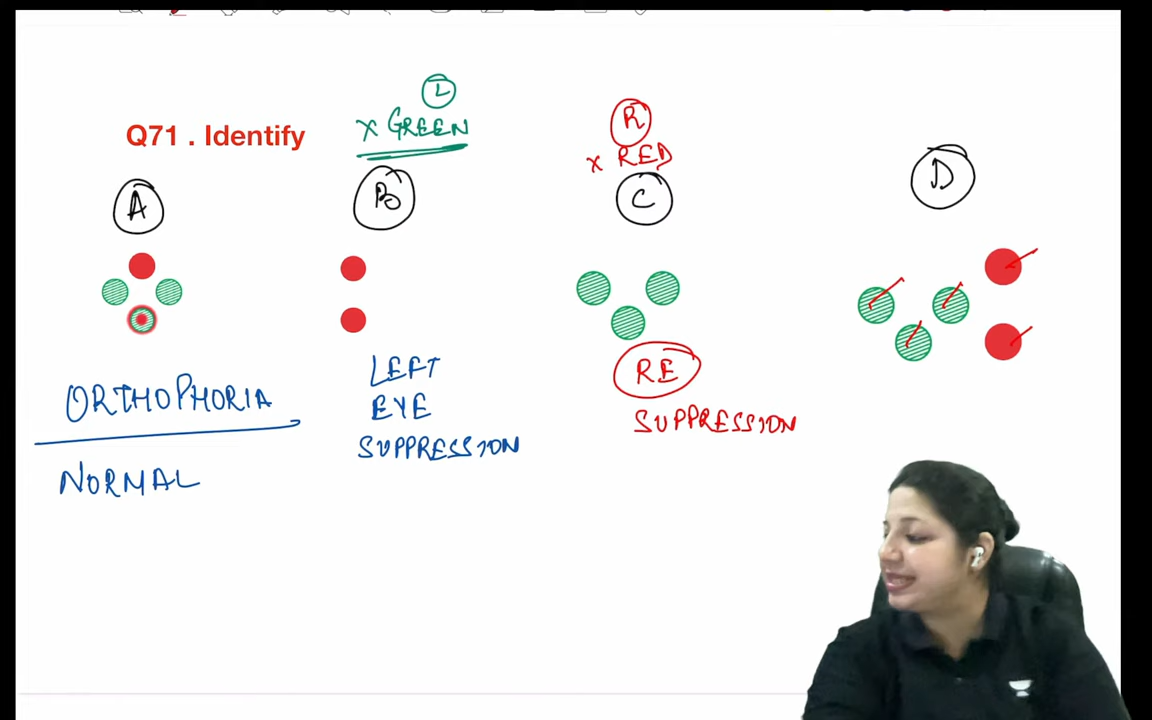 L
x GREEN
Q71 . Identify
R
x RED
A
B
C
D
LEFT
EYE
SUPPRESSION
RE
SUPPRESSION
ORTHOPHORIA
NORMAL